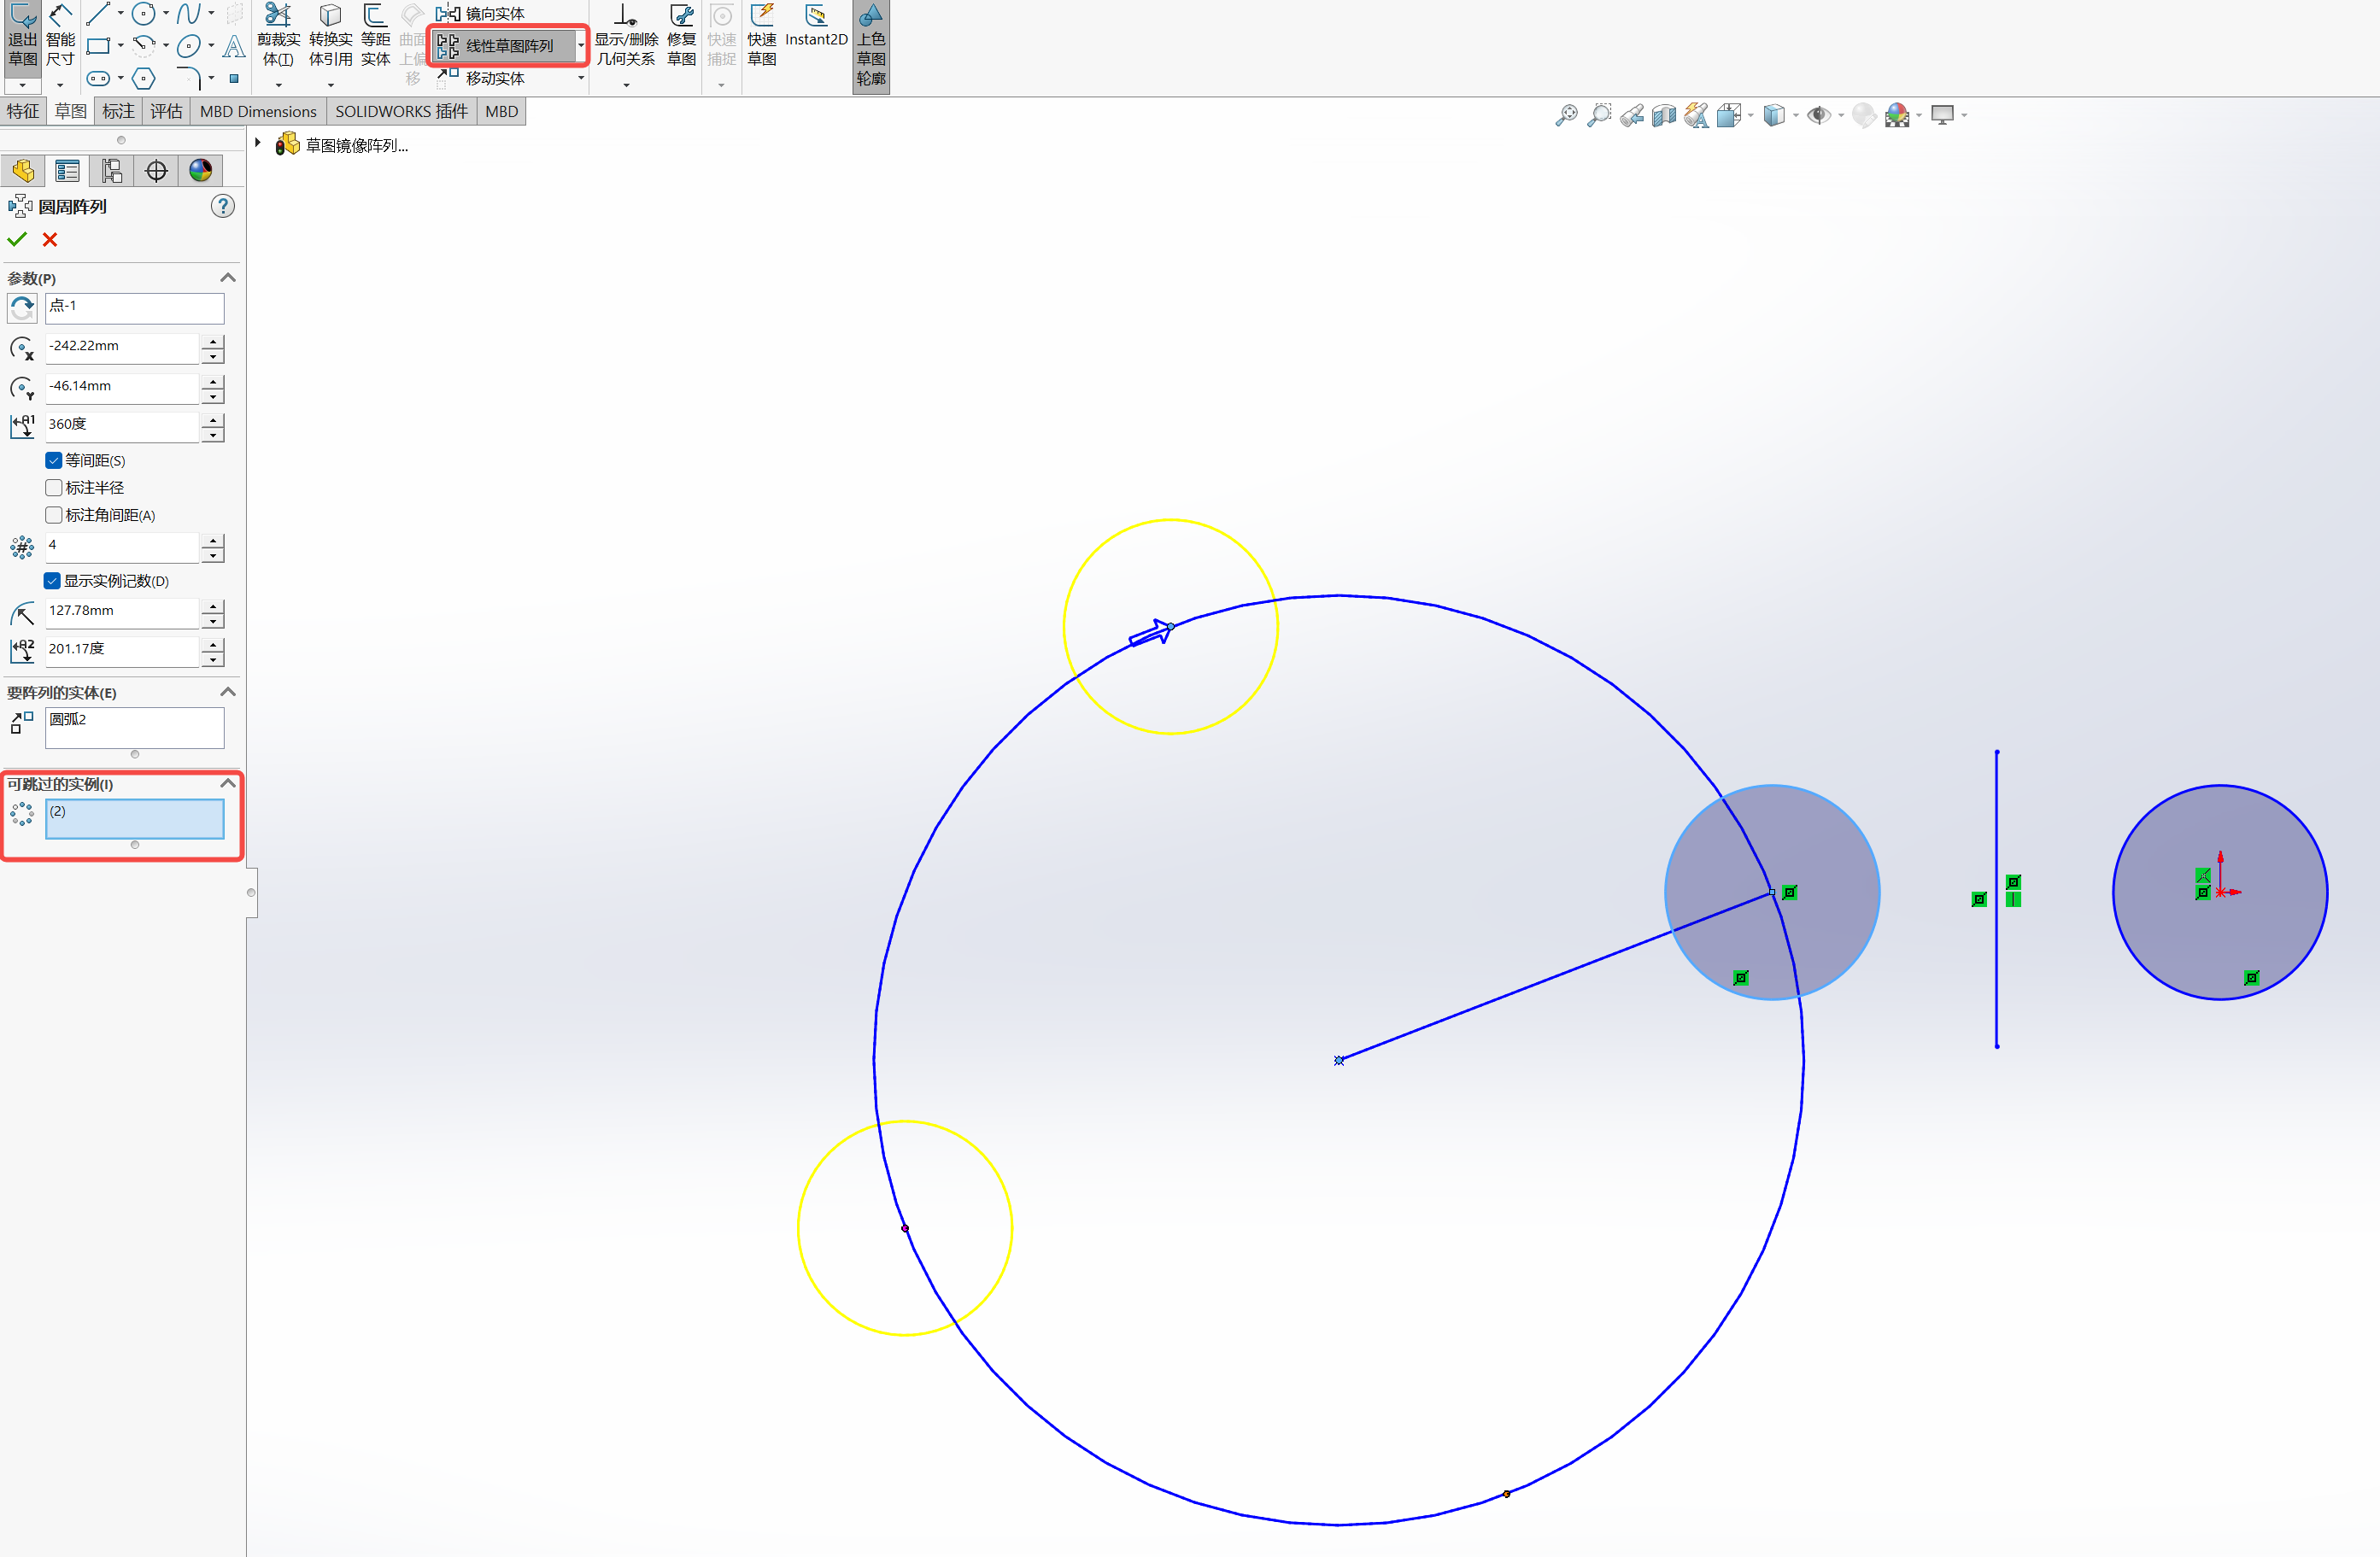 退出
草图
智能
尺寸
剪裁实
体(T)
转换实
体引用
等距
实体
曲面
上偏
移
镜向实体
线性草图阵列
移动实体
显示/删除
几何关系
修复
草图
快速
捕捉
快速
草图
Instant2D
上色
草图
轮廓
特征 草图 标注 评估 MBD Dimensions SOLIDWORKS 插件 MBD
草图镜像阵列...
圆周阵列
参数(P)
点-1
-242.22mm
-46.14mm
360度
等间距(S)
标注半径
标注角间距(A)
4
显示实例记数(D)
127.78mm
201.17度
要阵列的实体(E)
圆弧2
可跳过的实例(I)
(2)